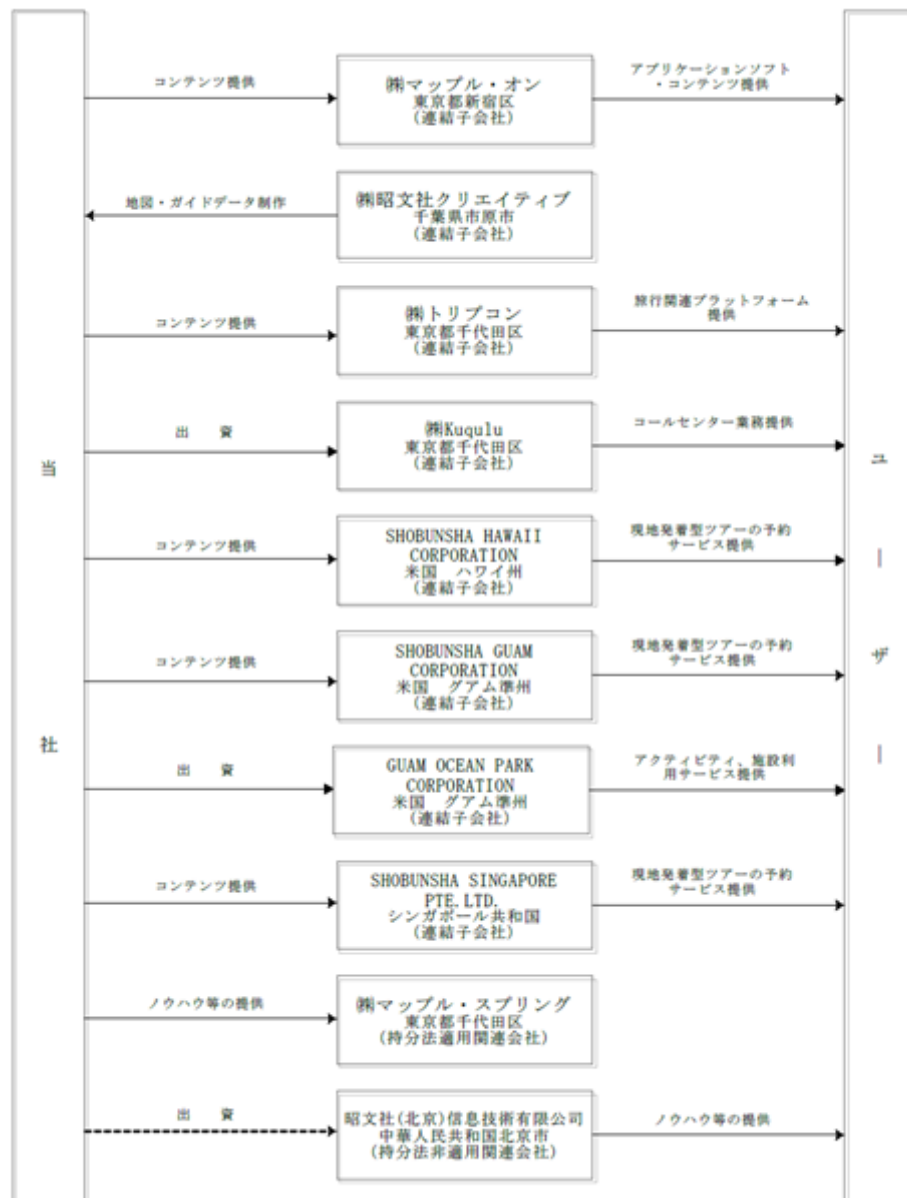 コンテンツ提供
㈱マップル・オン
東京都新宿区
(連結子会社)
アプリケーションソフト
・コンテンツ提供
地図・ガイドデータ制作
㈱昭文社クリエイティブ
千葉県市原市
(連結子会社)
コンテンツ提供
㈱トリプコン
東京都千代田区
(連結子会社)
旅行関連プラットフォーム
提供
出　資
㈱Kuqulu
東京都千代田区
(連結子会社)
コールセンター業務提供
コンテンツ提供
SHOBUNSHA HAWAII
CORPORATION
米国　ハワイ州
(連結子会社)
現地発着型ツアーの予約
サービス提供
コンテンツ提供
SHOBUNSHA GUAM
CORPORATION
米国　グアム準州
(連結子会社)
現地発着型ツアーの予約
サービス提供
出　資
GUAM OCEAN PARK
CORPORATION
米国　グアム準州
(連結子会社)
アクティビティ、施設利
用サービス提供
コンテンツ提供
SHOBUNSHA SINGAPORE
PTE.LTD.
シンガポール共和国
(連結子会社)
現地発着型ツアーの予約
サービス提供
ノウハウ等の提供
㈱マップル・スプリング
東京都千代田区
(持分法適用関連会社)
出　資
昭文社(北京)信息技術有限公司
中華人民共和国北京市
(持分法非適用関連会社)
ノウハウ等の提供
当社
ユーザー